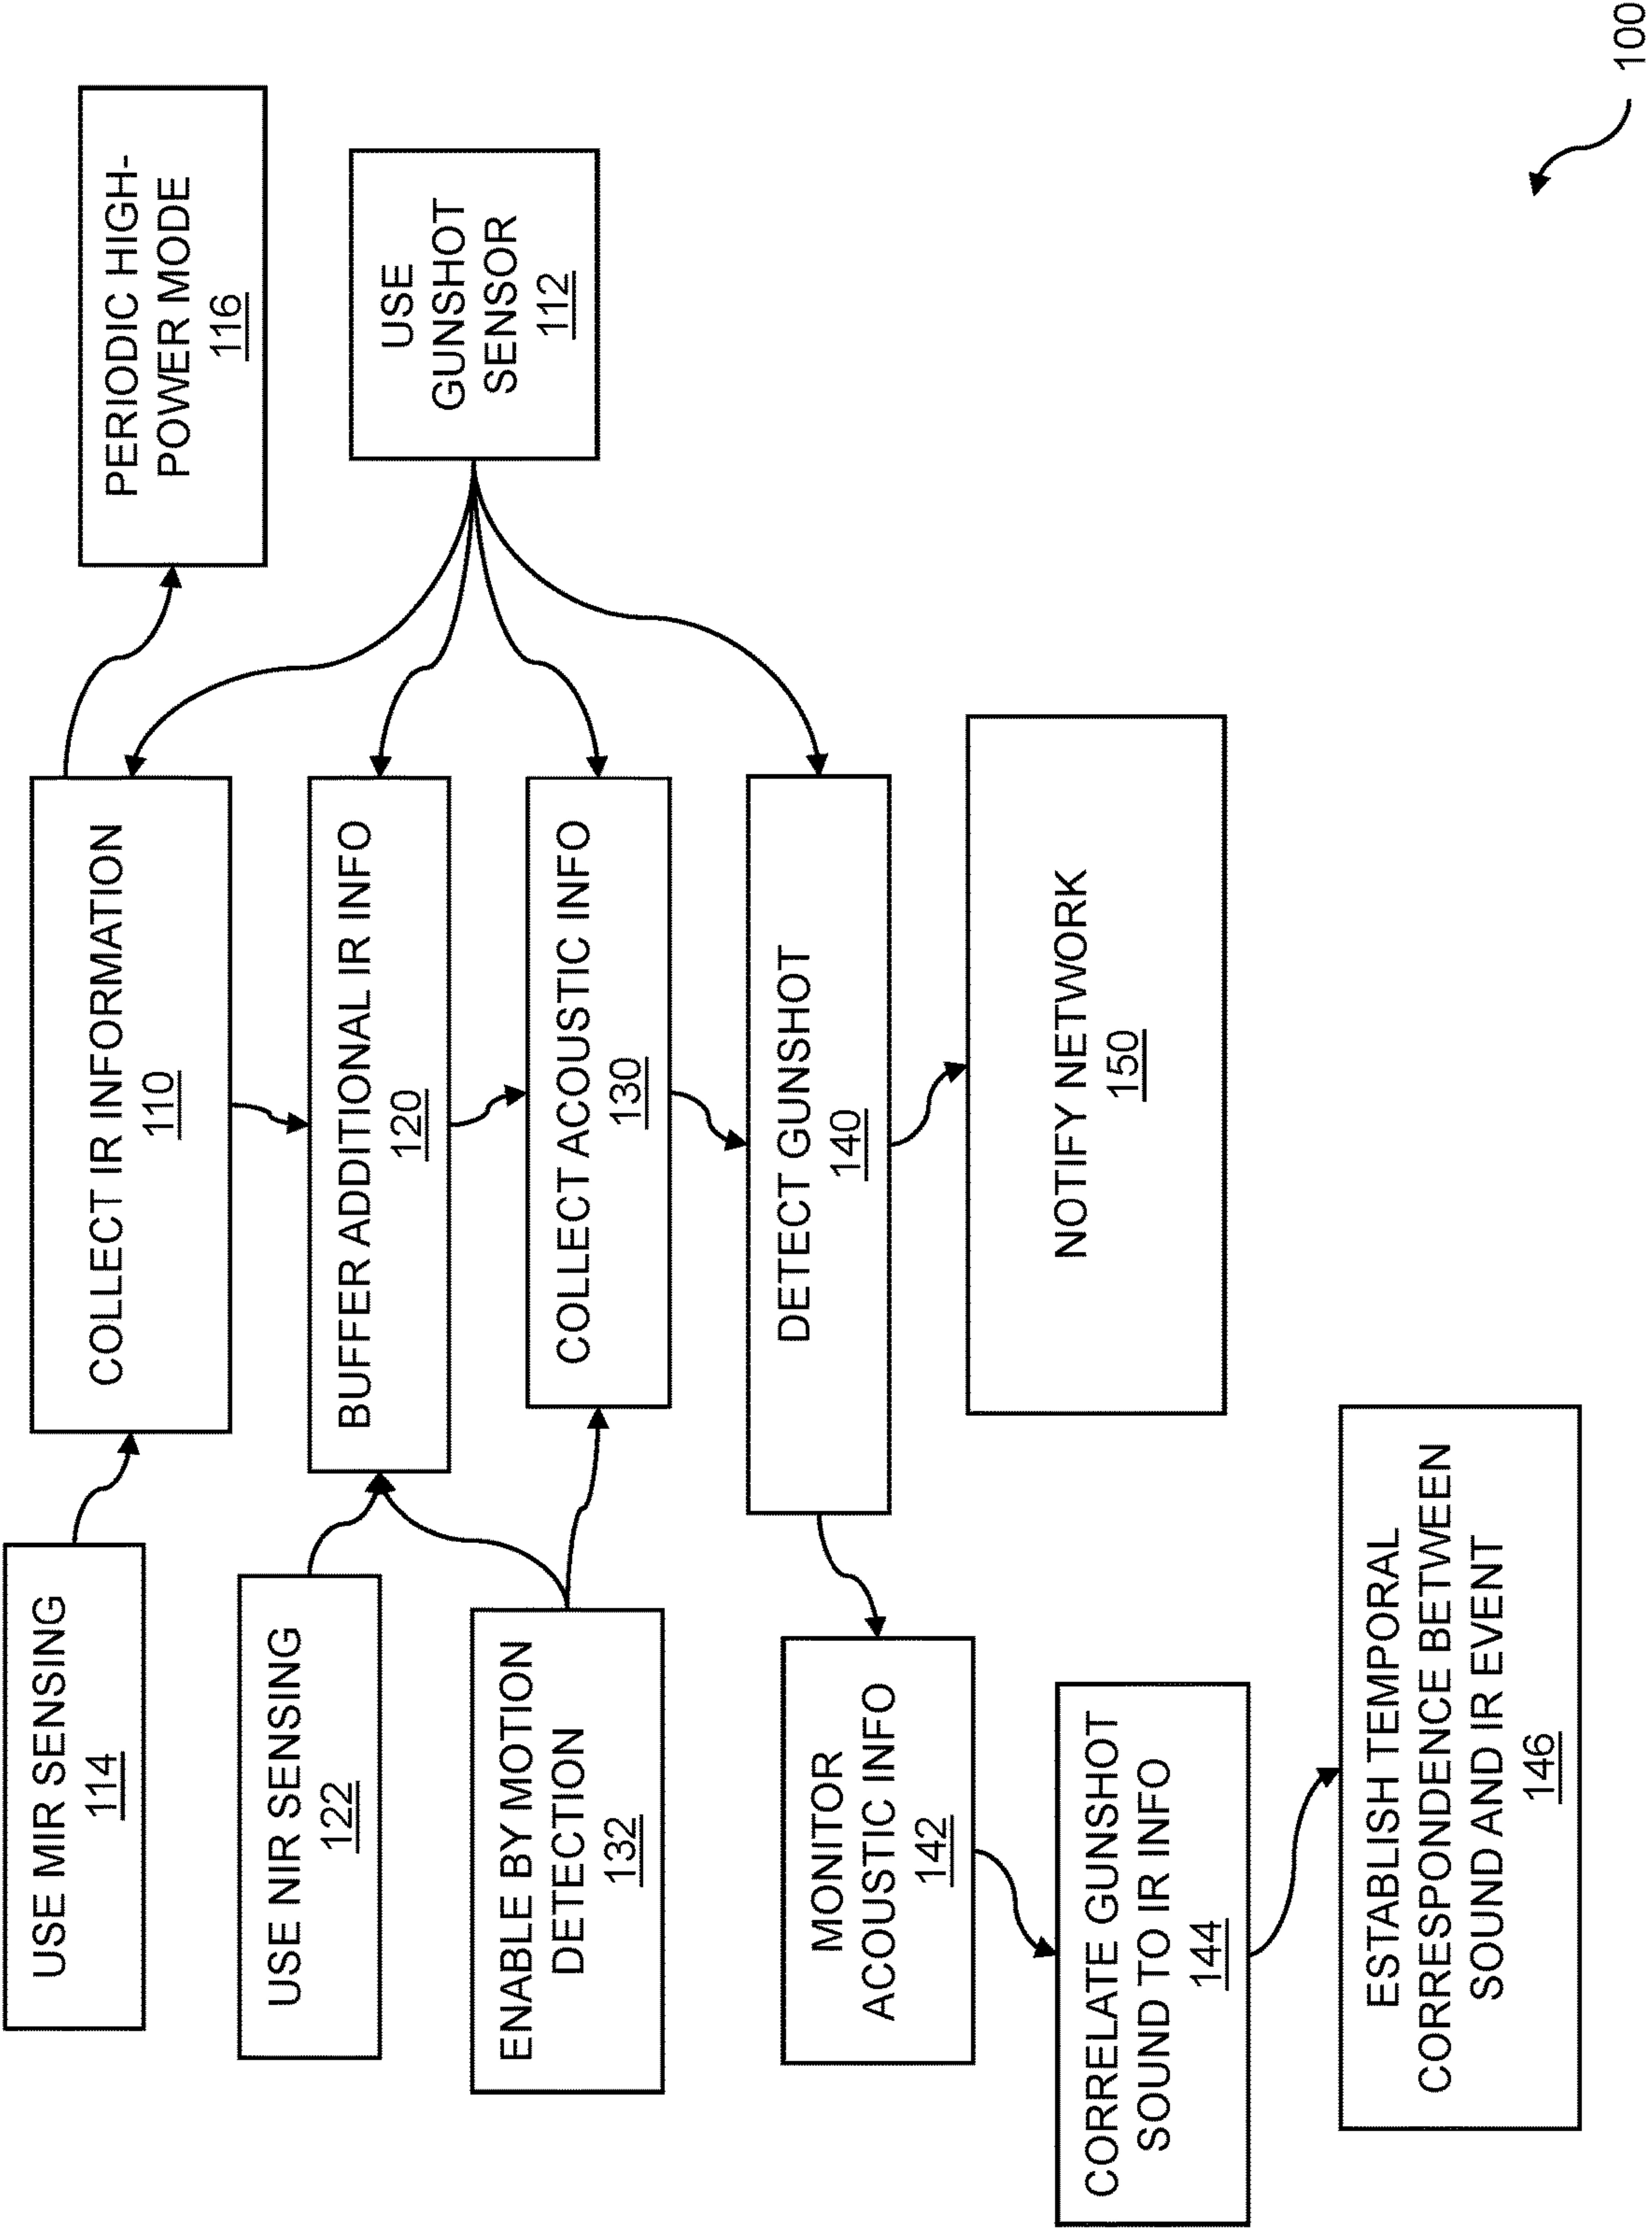 USE MIR SENSING
114
COLLECT IR INFORMATION
110
PERIODIC HIGH-
POWER MODE
116
USE NIR SENSING
122
BUFFER ADDITIONAL IR INFO
120
USE
GUNSHOT
SENSOR
112
ENABLE BY MOTION
DETECTION
132
COLLECT ACOUSTIC INFO
130
DETECT GUNSHOT
140
MONITOR
ACOUSTIC INFO
142
NOTIFY NETWORK
150
CORRELATE GUNSHOT
SOUND TO IR INFO
144
ESTABLISH TEMPORAL
CORRESPONDENCE BETWEEN
SOUND AND IR EVENT
146
100